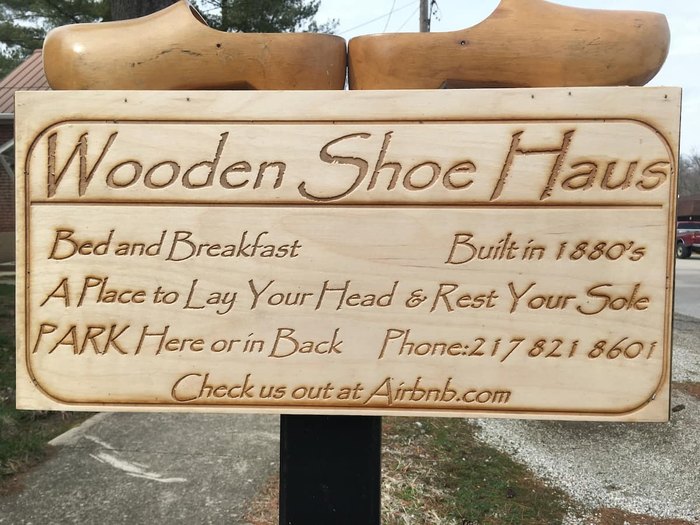 Wooden Shoe Haus
Bed and Breakfast Built in 1880's
A Place to Lay Your Head & Rest Your Sole
PARK Here or in Back Phone:217 821 8601
Check us out at Airbnb.com